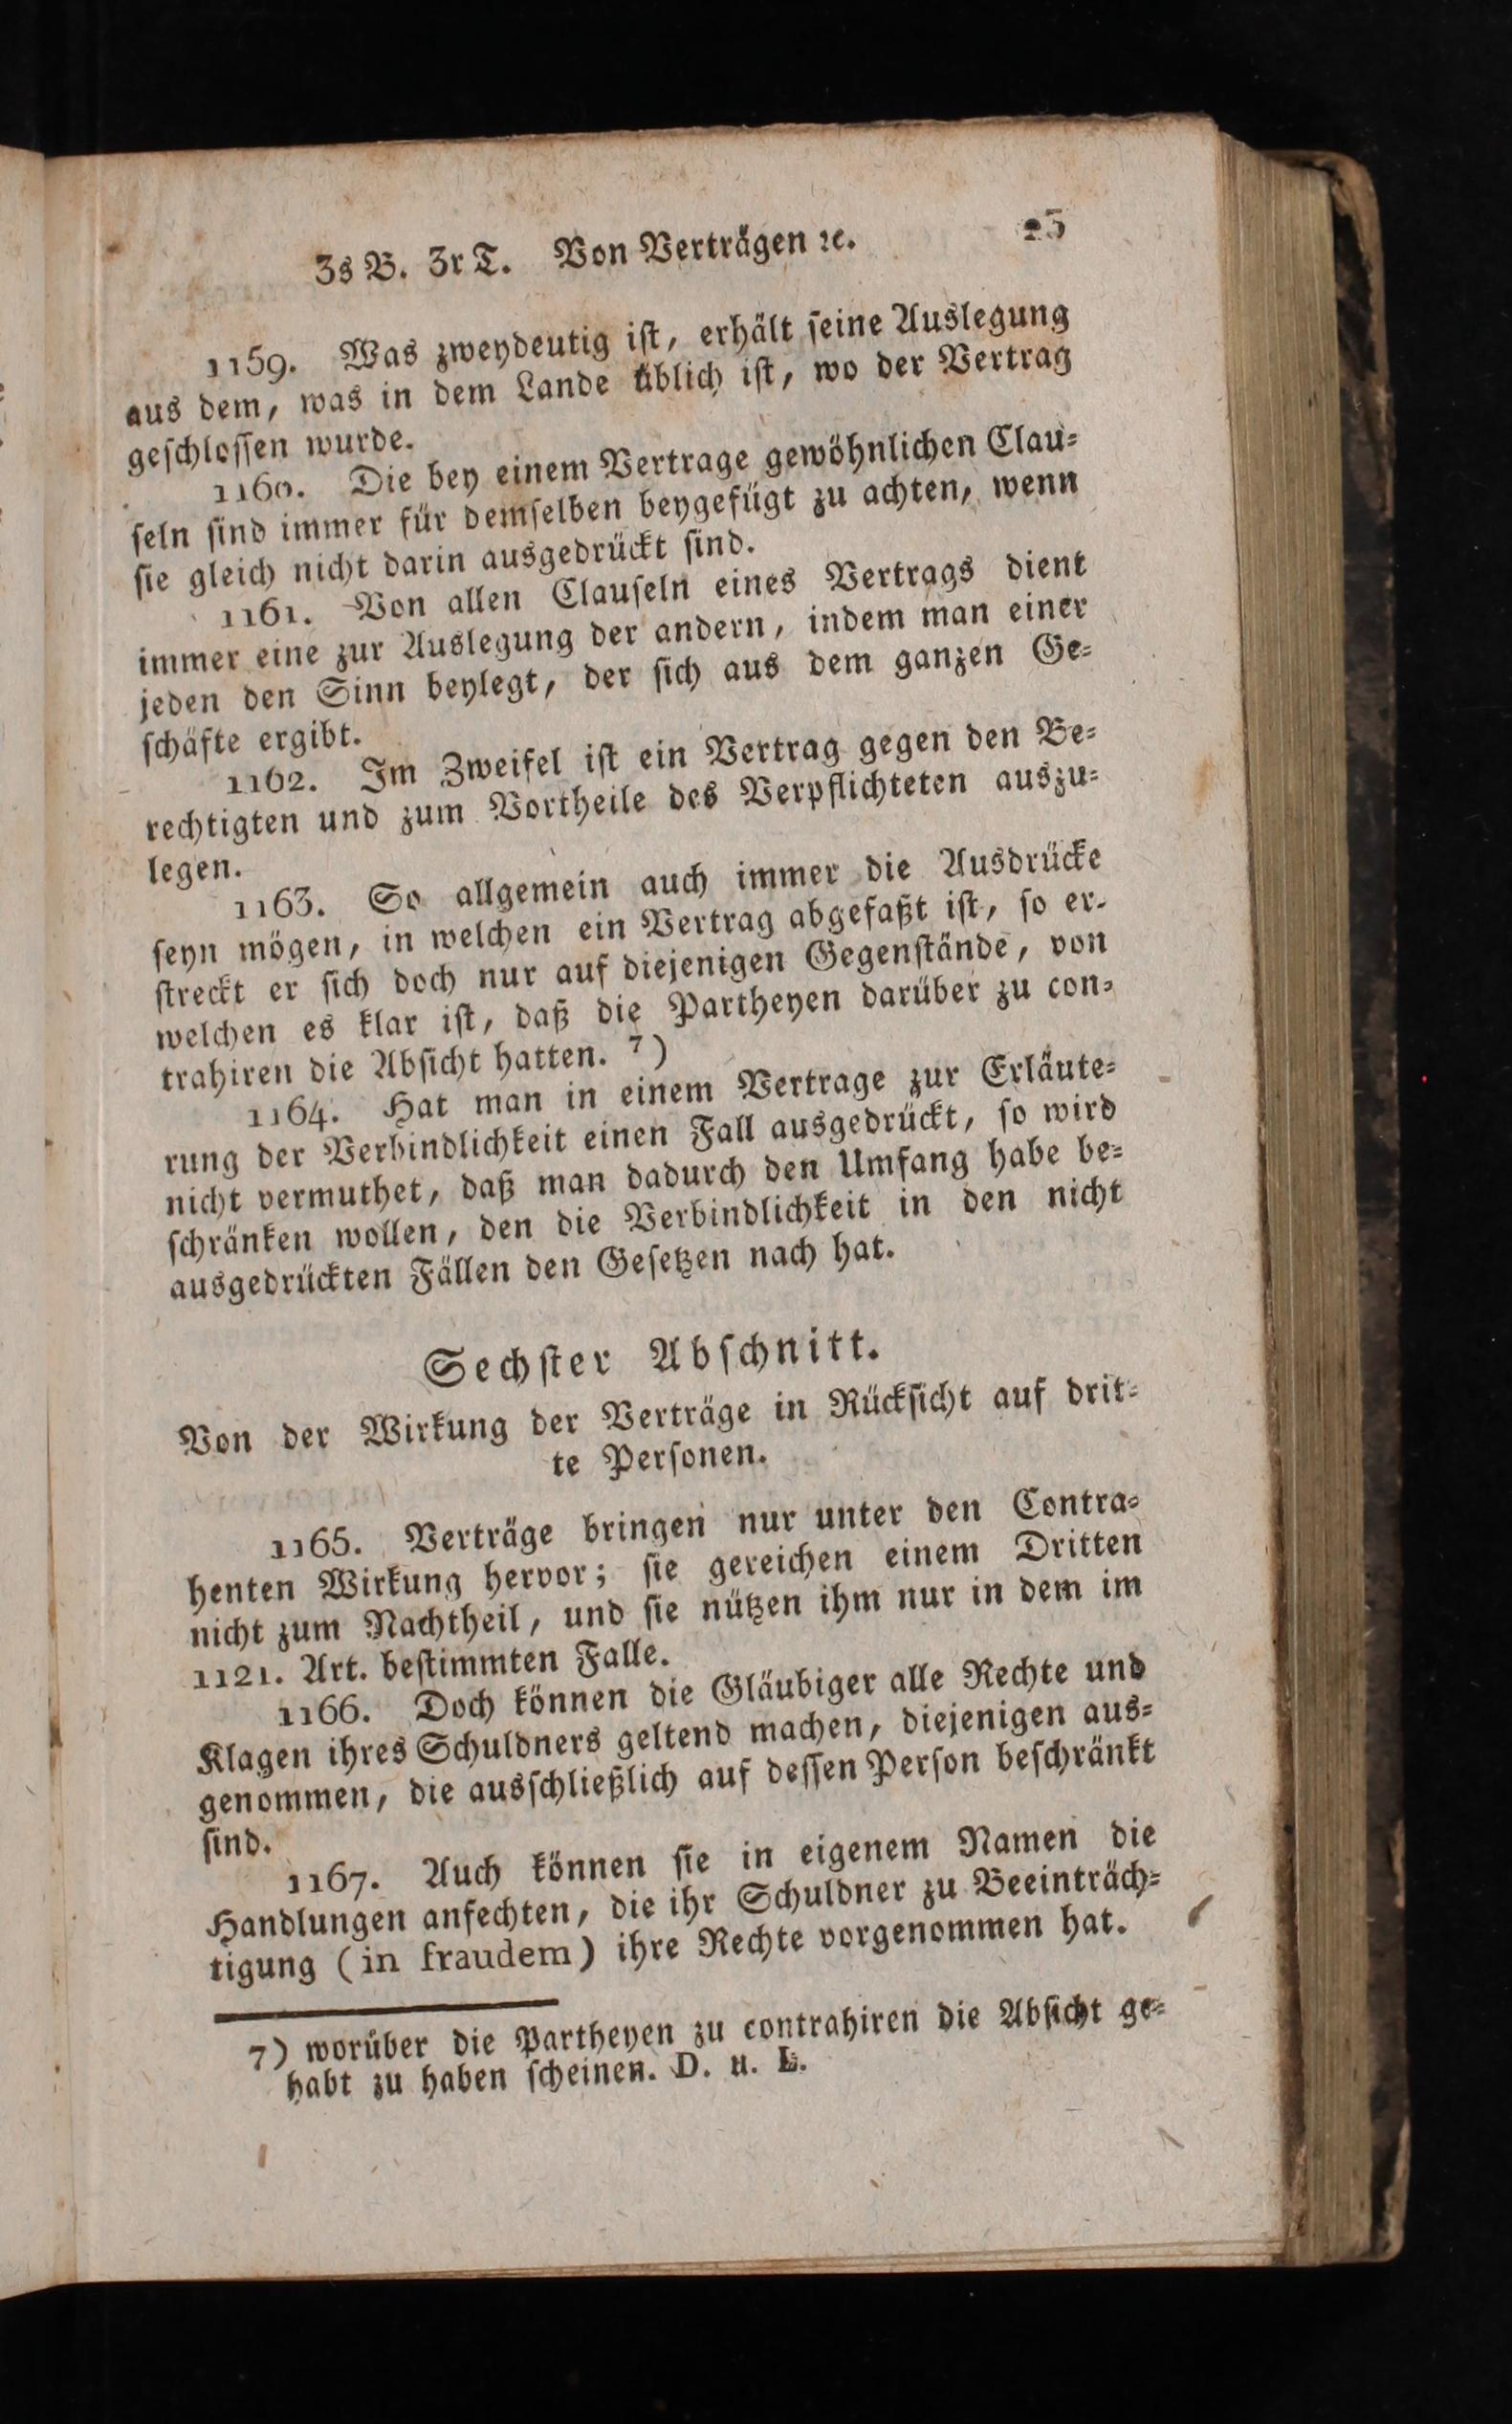 3s B. 3r T. Von Verträgen ꝛc. 25
1159. Was zweydeutig iſt, erhält ſeine Auslegung
aus dem, was in dem Lande üblich iſt, wo der Vertrag
geſchloſſen wurde.
1160. Die bey einem Vertrage gewöhnlichen Clau⸗
ſeln ſind immer für demſelben beygefügt zu achten, wenn
ſie gleich nicht darin ausgedrückt ſind.
1161. Von allen Clauſeln eines Vertrags dient
immer eine zur Auslegung der andern, indem man einer
jeden den Sinn beylegt, der ſich aus dem ganzen Ge⸗
ſchäfte ergibt.
1162. Im Zweifel iſt ein Vertrag gegen den Be⸗
rechtigten und zum Vortheile des Verpflichteten auszu⸗
legen.
1163. So allgemein auch immer die Ausdrücke
ſeyn mögen, in welchen ein Vertrag abgefaßt iſt, ſo er⸗
ſtreckt er ſich doch nur auf diejenigen Gegenſtände, von
welchen es klar iſt, daß die Partheyen darüber zu con⸗
trahiren die Abſicht hatten. 7)
1164. Hat man in einem Vertrage zur Erläute⸗
rung der Verbindlichkeit einen Fall ausgedrückt, ſo wird
nicht vermuthet, daß man dadurch den Umfang habe be⸗
ſchränken wollen, den die Verbindlichkeit in den nicht
ausgedrückten Fällen den Geſetzen nach hat.
Sechſter Abſchnitt.
Von der Wirkung der Verträge in Rückſicht auf drit⸗
te Perſonen.
1165. Verträge bringen nur unter den Contra⸗
henten Wirkung hervor; ſie gereichen einem Dritten
nicht zum Nachtheil, und ſie nützen ihm nur in dem im
1121. Art. beſtimmten Falle.
1166. Doch können die Gläubiger alle Rechte und
Klagen ihres Schuldners geltend machen, diejenigen aus⸗
genommen, die ausſchließlich auf deſſen Perſon beſchränkt
ſind.
1167. Auch können ſie in eigenem Namen die
Handlungen anfechten, die ihr Schuldner zu Beeinträch⸗
tigung (in fraudem) ihre Rechte vorgenommen hat.
7) worüber die Partheyen zu contrahiren die Abſicht ge⸗
habt zu haben ſcheinen. D. u. L.